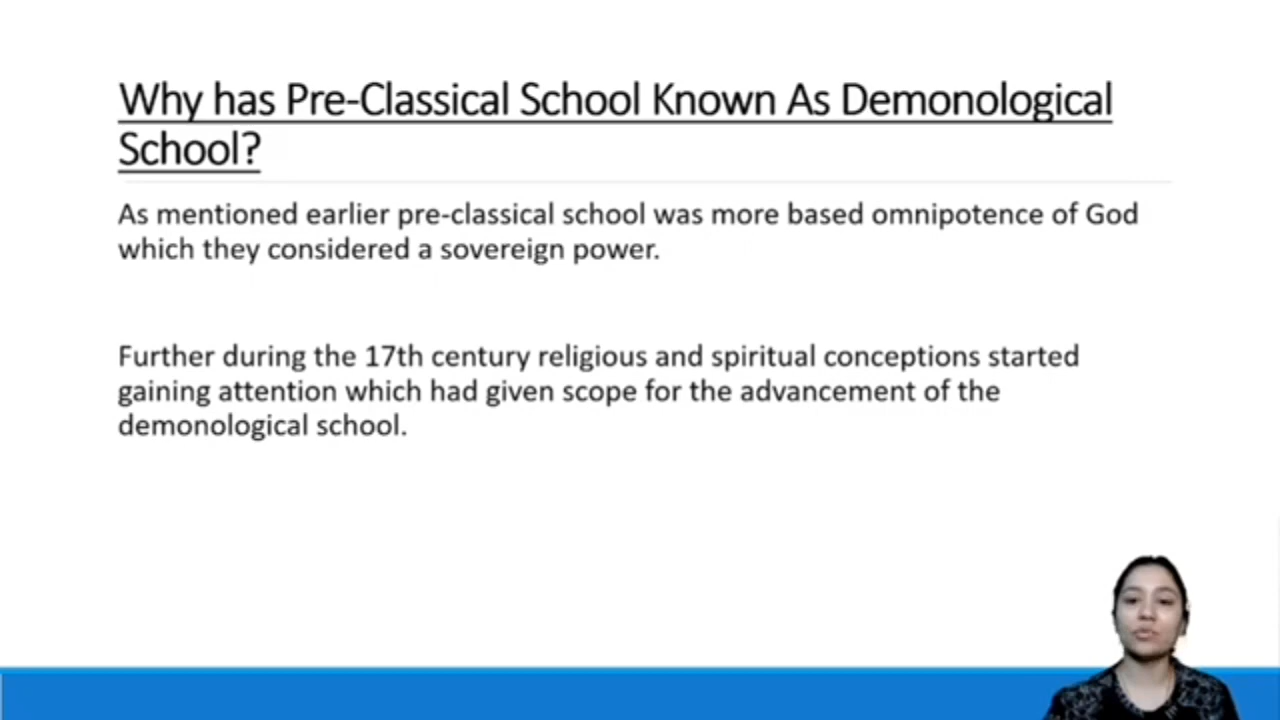 Why has Pre-Classical School Known As Demonological
School?
As mentioned earlier pre-classical school was more based omnipotence of God
which they considered a sovereign power.
Further during the 17th century religious and spiritual conceptions started
gaining attention which had given scope for the advancement of the
demonological school.